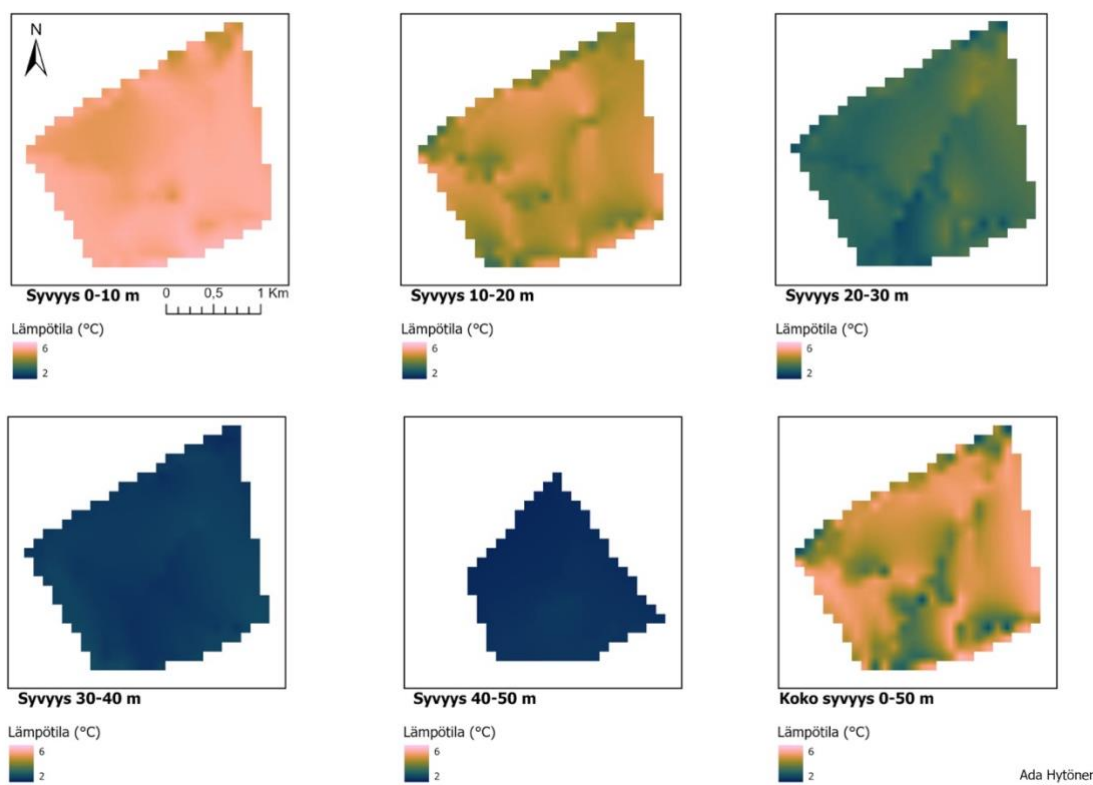 N
Syvyys 0-10 m
0 0,5 1 Km
Lämpötila (°C)
6
2
Syvyys 10-20 m
Lämpötila (°C)
6
2
Syvyys 20-30 m
Lämpötila (°C)
6
2
Syvyys 30-40 m
Lämpötila (°C)
6
2
Syvyys 40-50 m
Lämpötila (°C)
6
2
Koko syvyys 0-50 m
Lämpötila (°C)
6
2
Ada Hytönen